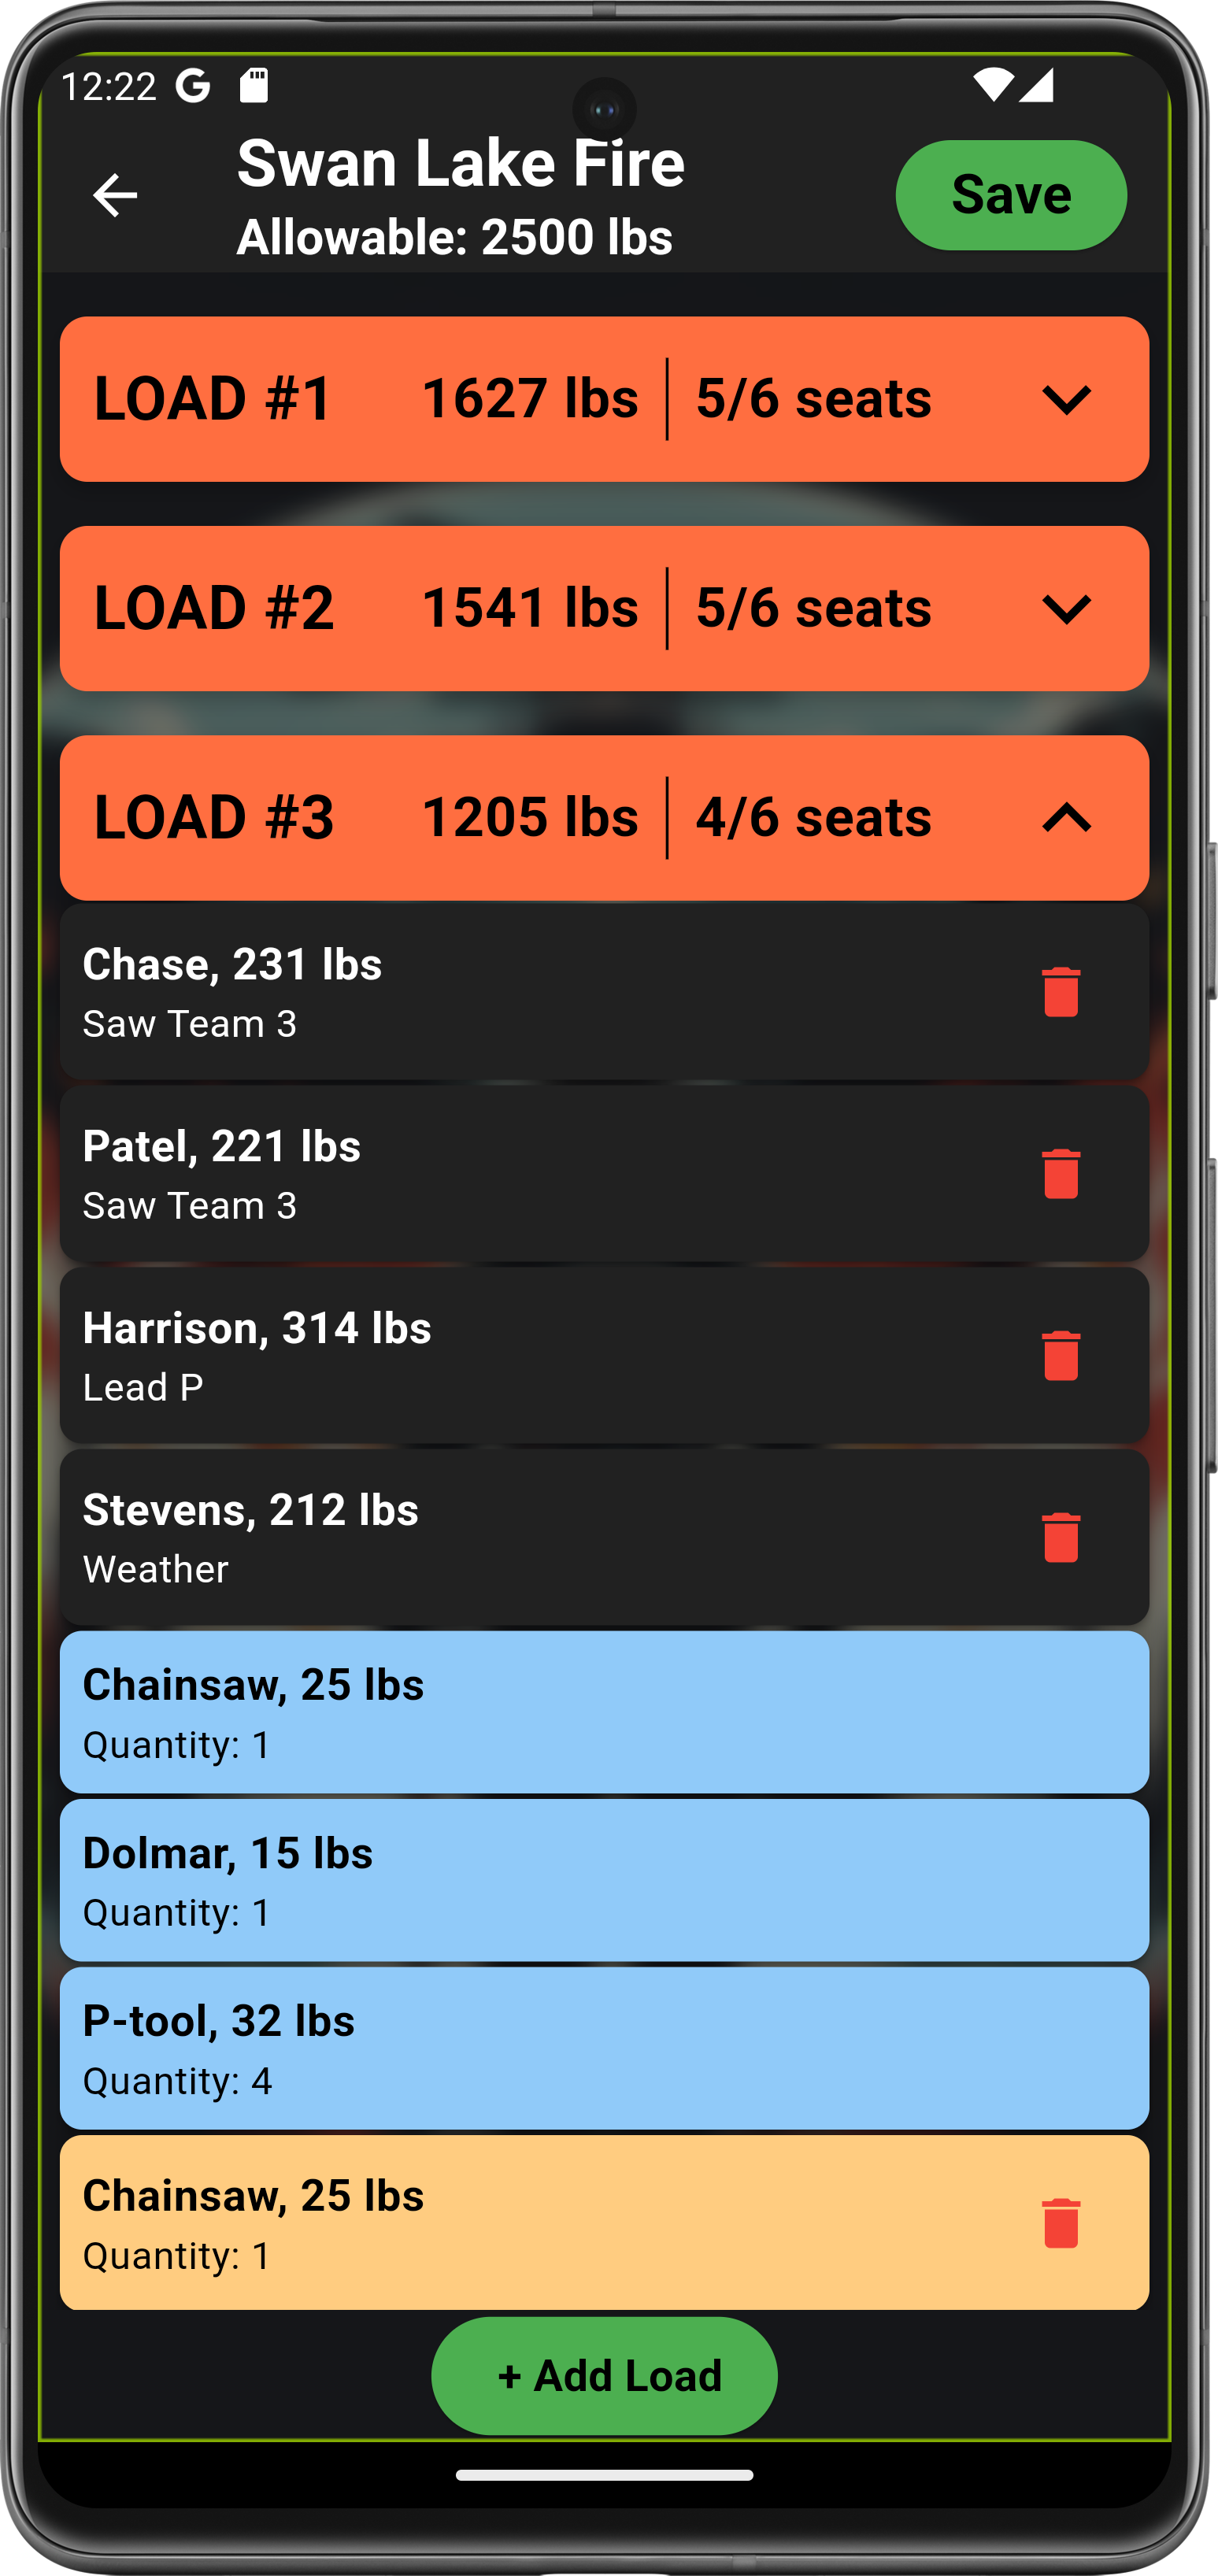 12:22
Swan Lake Fire
Allowable: 2500 lbs
Save
LOAD #1 1627 lbs 5/6 seats
LOAD #2 1541 lbs 5/6 seats
LOAD #3 1205 lbs 4/6 seats
Chase, 231 lbs
Saw Team 3
Patel, 221 lbs
Saw Team 3
Harrison, 314 lbs
Lead P
Stevens, 212 lbs
Weather
Chainsaw, 25 lbs
Quantity: 1
Dolmar, 15 lbs
Quantity: 1
P-tool, 32 lbs
Quantity: 4
Chainsaw, 25 lbs
Quantity: 1
+ Add Load